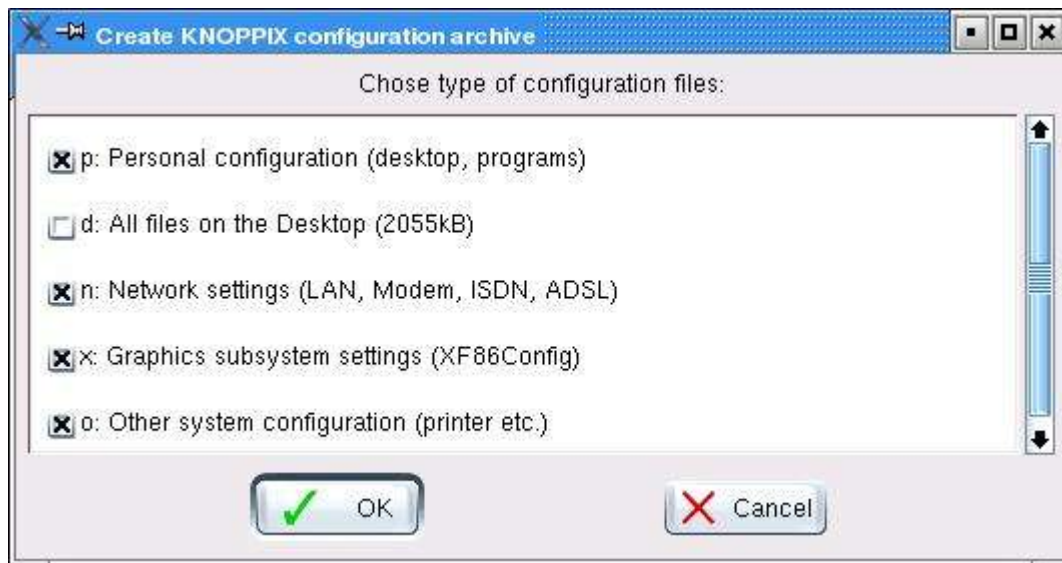 Create KNOPPIX configuration archive
Chose type of configuration files:
p: Personal configuration (desktop, programs)
d: All files on the Desktop (2055kB)
n: Network settings (LAN, Modem, ISDN, ADSL)
x: Graphics subsystem settings (XF86Config)
o: Other system configuration (printer etc.)
OK
Cancel